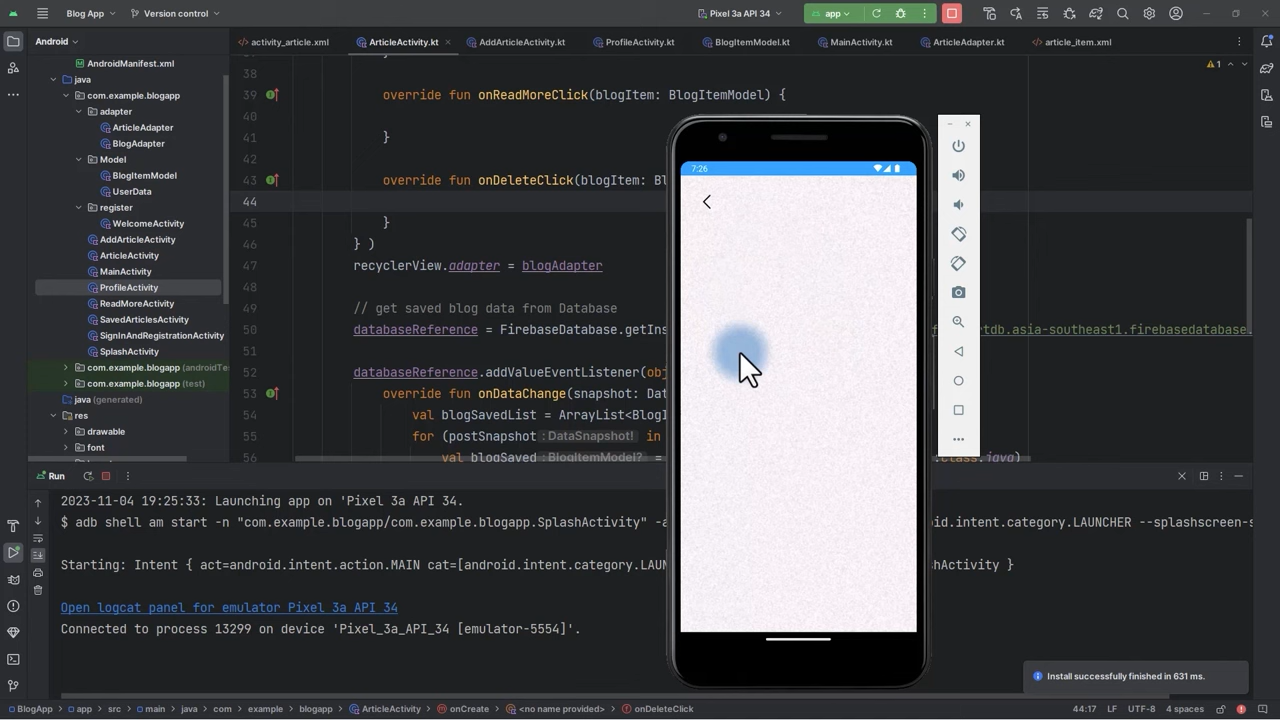 Blog App
Version control
Pixel 3a API 34
app
activity_article.xml
ArticleActivity.kt
AddArticleActivity.kt
ProfileActivity.kt
BlogItemModel.kt
MainActivity.kt
ArticleAdapter.kt
article_item.xml
Android
AndroidManifest.xml
java
com.example.blogapp
adapter
ArticleAdapter
BlogAdapter
Model
BlogItemModel
UserData
register
WelcomeActivity
AddArticleActivity
ArticleActivity
MainActivity
ProfileActivity
ReadMoreActivity
SavedArticlesActivity
SignInAndRegistrationActivity
SplashActivity
com.example.blogapp (androidTe
com.example.blogapp (test)
java (generated)
res
drawable
font
1
38
39 override fun onReadMoreClick(blogItem: BlogItemModel) {
40
41 }
42
43 override fun onDeleteClick(blogItem: Bl
44
45 }
46 } )
47 recyclerView.adapter = blogAdapter
48
49 // get saved blog data from Database
50 databaseReference = FirebaseDatabase.getIns rtdb.asia-southeast1.firebasedatabase.
51
52 databaseReference.addValueEventListener(obj
53 override fun onDataChange(snapshot: Dat
54 val blogSavedList = ArrayList<BlogI
55 for (postSnapshot : DataSnapshot! in
56 val blogSaved : BlogItemModel? = .class.java)
7:26
Run
2023-11-04 19:25:33: Launching app on 'Pixel 3a API 34.
$ adb shell am start -n "com.example.blogapp/com.example.blogapp.SplashActivity" -a oid.intent.category.LAUNCHER --splashscreen-s
Starting: Intent { act=android.intent.action.MAIN cat=[android.intent.category.LAU shActivity }
Open logcat panel for emulator Pixel 3a API 34
Connected to process 13299 on device 'Pixel_3a_API_34 [emulator-5554]'.
Install successfully finished in 631 ms.
BlogApp > app > src > main > java > com > example > blogapp > ArticleActivity > onCreate > <no name provided> > onDeleteClick
44:17 LF UTF-8 4 spaces